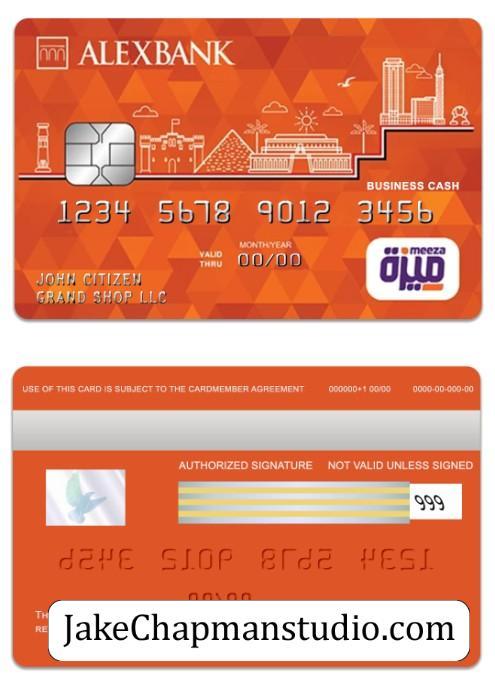 ALEXBANK
BUSINESS CASH
1234 5678 9012 3456
MONTH/YEAR
VALID
THRU 00/00
JOHN CITIZEN
GRAND SHOP LLC
meeza
ميزة
USE OF THIS CARD IS SUBJECT TO THE CARDMEMBER AGREEMENT 000000+1 00/00 0000-00-000-00
AUTHORIZED SIGNATURE NOT VALID UNLESS SIGNED
999
JakeChapmanstudio.com